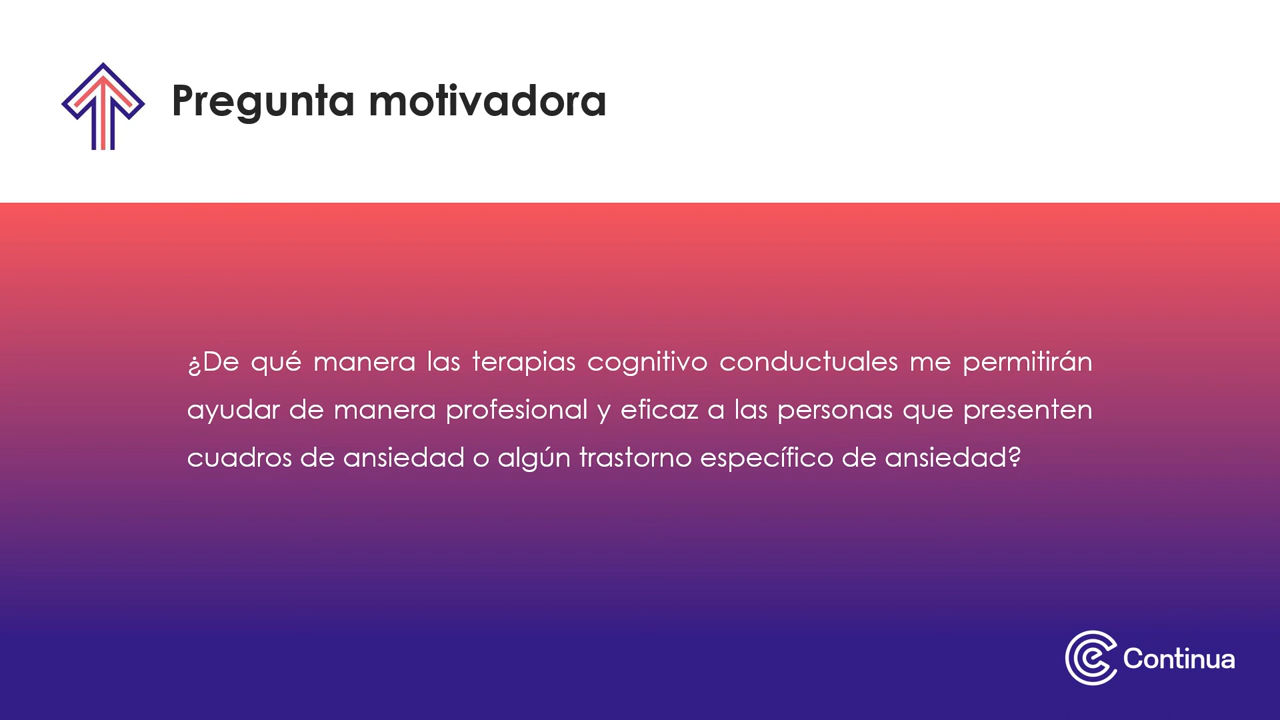 Pregunta motivadora
¿De qué manera las terapias cognitivo conductuales me permitirán
ayudar de manera profesional y eficaz a las personas que presenten
cuadros de ansiedad o algún trastorno específico de ansiedad?
Continua